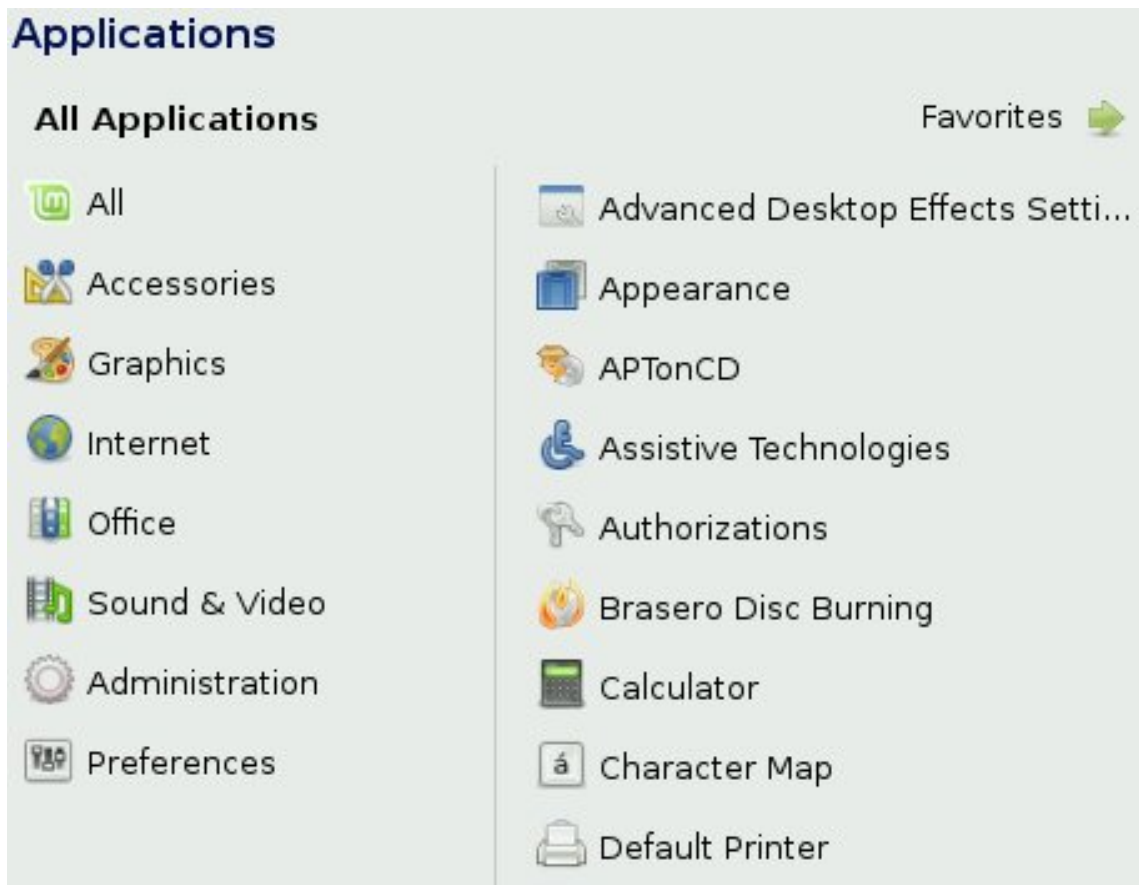 Applications
All Applications
Favorites
All
Accessories
Graphics
Internet
Office
Sound & Video
Administration
Preferences
Advanced Desktop Effects Setti...
Appearance
APTonCD
Assistive Technologies
Authorizations
Brasero Disc Burning
Calculator
á
Character Map
Default Printer